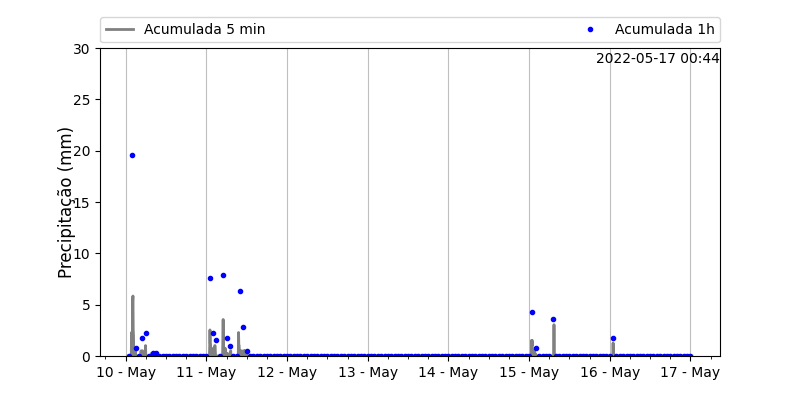 Acumulada 5 min
Acumulada 1h
2022-05-17 00:44
Precipitação (mm)
30
25
20
15
10
5
0
10 - May
11 - May
12 - May
13 - May
14 - May
15 - May
16 - May
17 - May